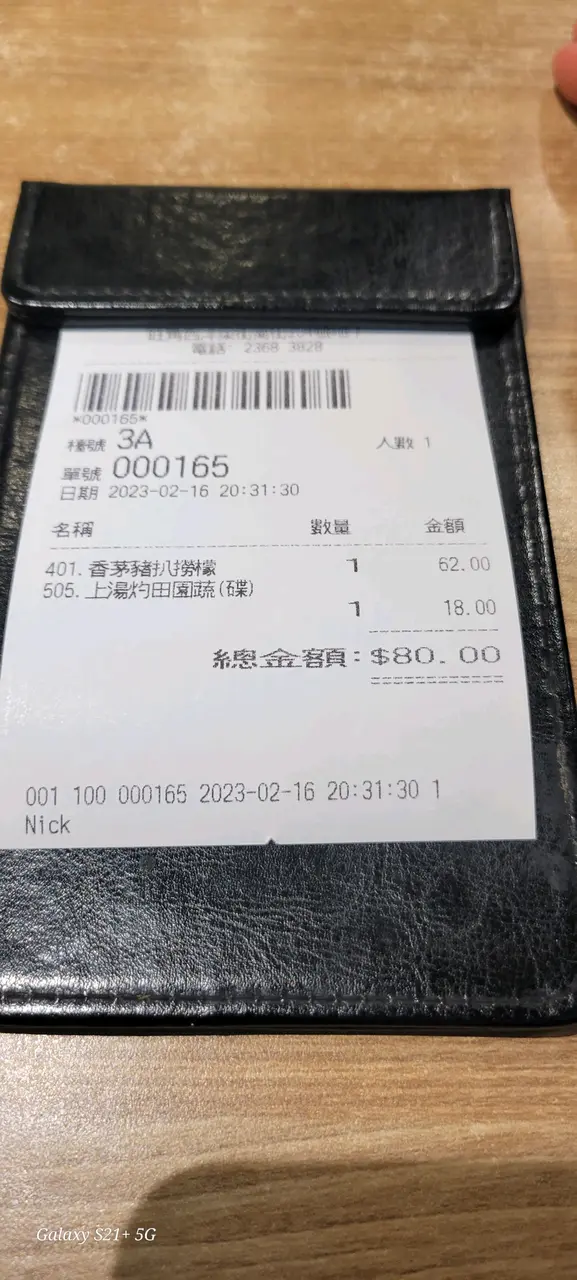 電話: 2368 3828
*000165*
檯號 3A 人數 1
單號 000165
日期 2023-02-16 20:31:30
名稱 數量 金額
401. 香茅豬扒撈檬 1 62.00
505. 上湯灼田園蔬(碟)
1 18.00
總金額: $80.00
001 100 000165 2023-02-16 20:31:30 1
Nick
Galaxy S21+ 5G